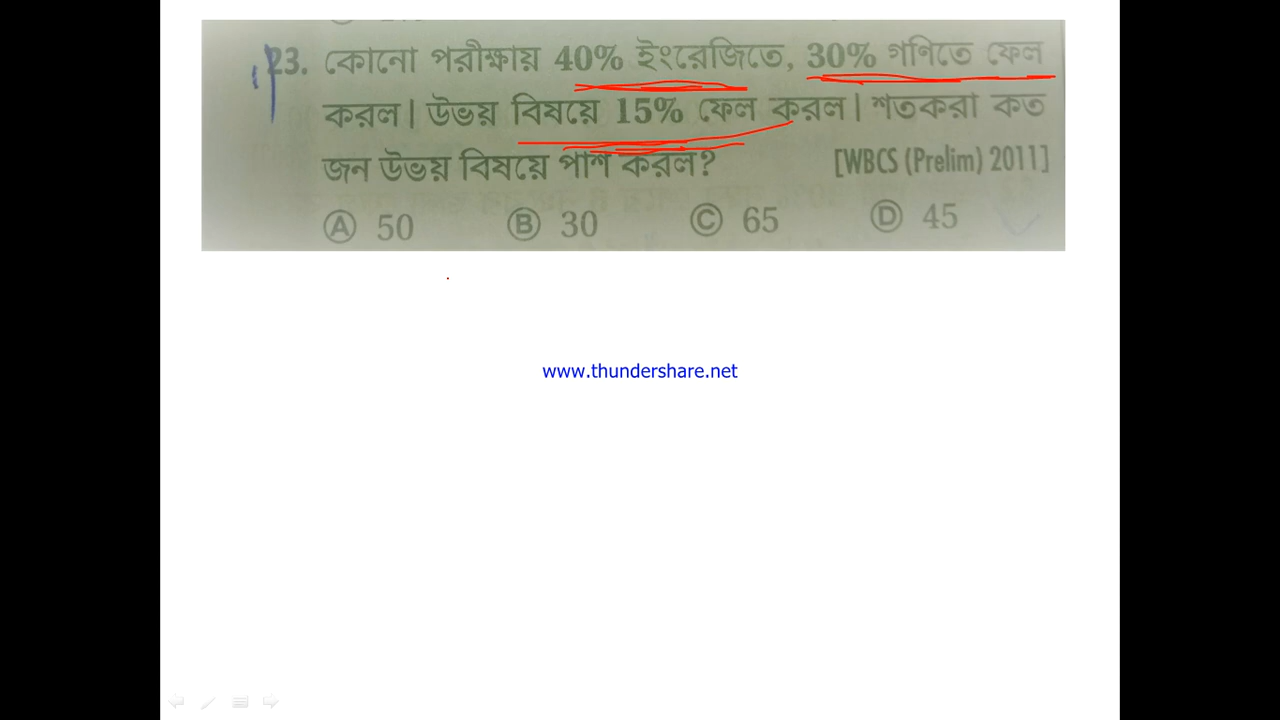 23. কোনো পরীক্ষায় 40% ইংরেজিতে, 30% গণিতে ফেল
করল। উভয় বিষয়ে 15% ফেল করল। শতকরা কত
জন উভয় বিষয়ে পাশ করল? [WBCS (Prelim) 2011]
Ⓐ 50 Ⓑ 30 Ⓒ 65 Ⓓ 45
www.thundershare.net